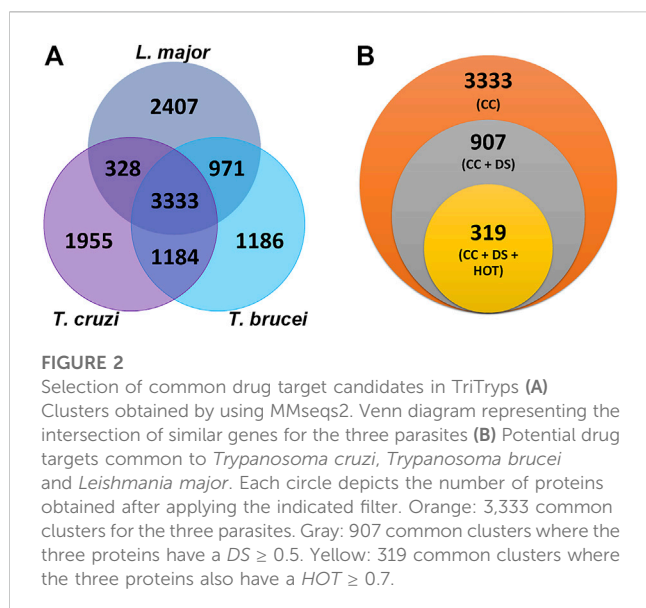 A
L. major
2407
328
971
3333
1955
1184
1186
T. cruzi
T. brucei
B
3333
(CC)
907
(CC + DS)
319
(CC + DS +
HOT)
FIGURE 2
Selection of common drug target candidates in TriTryps (A)
Clusters obtained by using MMseqs2. Venn diagram representing the
intersection of similar genes for the three parasites (B) Potential drug
targets common to Trypanosoma cruzi, Trypanosoma brucei
and Leishmania major. Each circle depicts the number of proteins
obtained after applying the indicated filter. Orange: 3,333 common
clusters for the three parasites. Gray: 907 common clusters where the
three proteins have a DS ≥ 0.5. Yellow: 319 common clusters where
the three proteins also have a HOT ≥ 0.7.